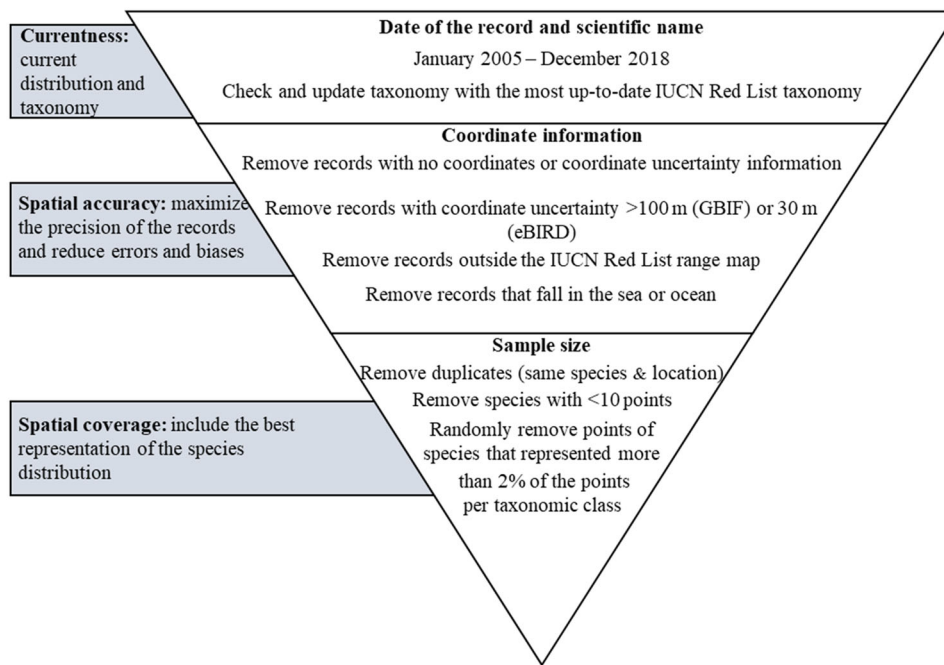 Currentness:
current
distribution and
taxonomy
Date of the record and scientific name
January 2005 – December 2018
Check and update taxonomy with the most up-to-date IUCN Red List taxonomy
Spatial accuracy: maximize
the precision of the records
and reduce errors and biases
Coordinate information
Remove records with no coordinates or coordinate uncertainty information
Remove records with coordinate uncertainty >100 m (GBIF) or 30 m
(eBIRD)
Remove records outside the IUCN Red List range map
Remove records that fall in the sea or ocean
Spatial coverage: include the best
representation of the species
distribution
Sample size
Remove duplicates (same species & location)
Remove species with <10 points
Randomly remove points of
species that represented more
than 2% of the points
per taxonomic class